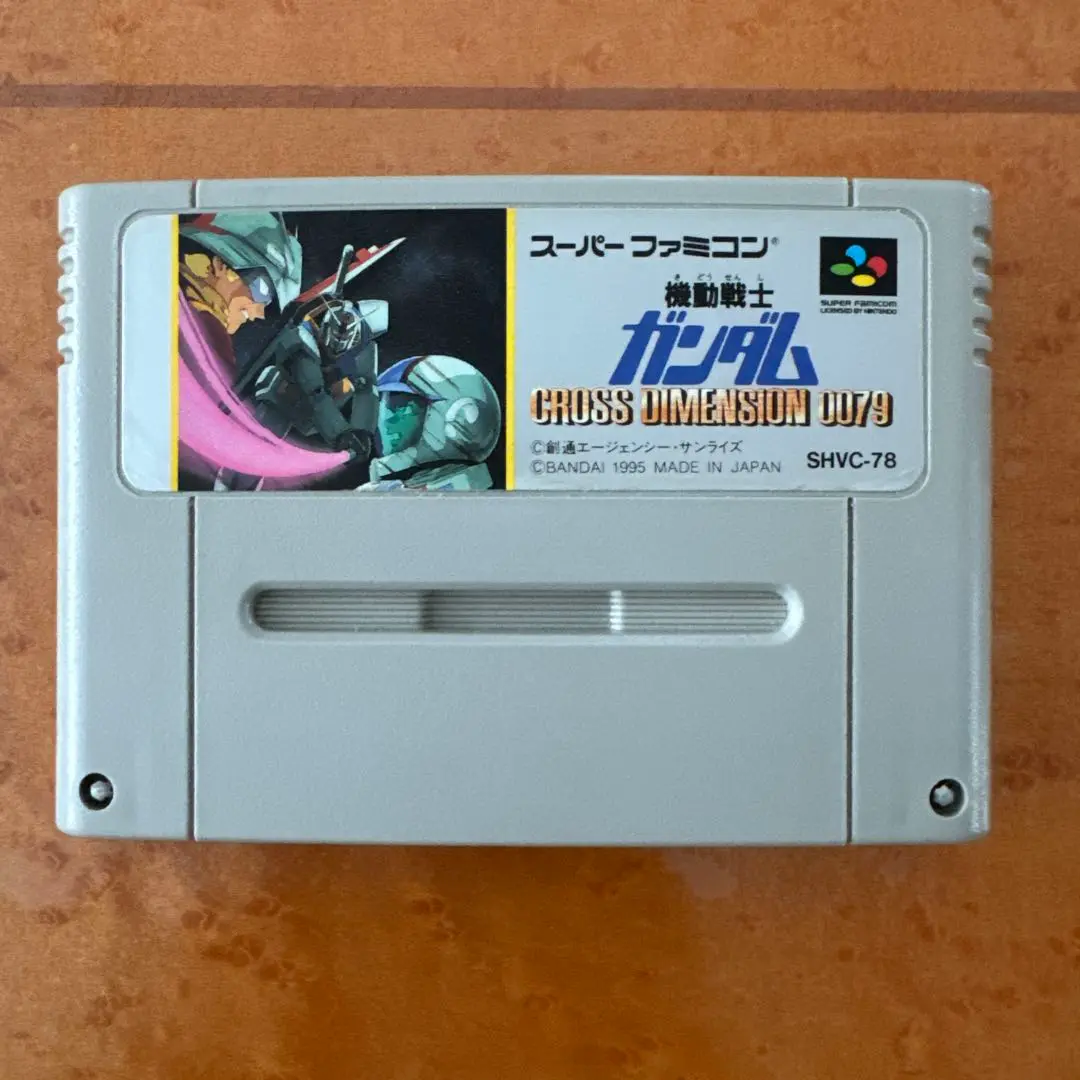 スーパーファミコン®
SUPER FAMICOM
LICENSED BY NINTENDO
きどうせんし
機動戦士
ガンダム
CROSS DIMENSION 0079
©創通エージェンシー・サンライズ
©BANDAI 1995 MADE IN JAPAN
SHVC-78